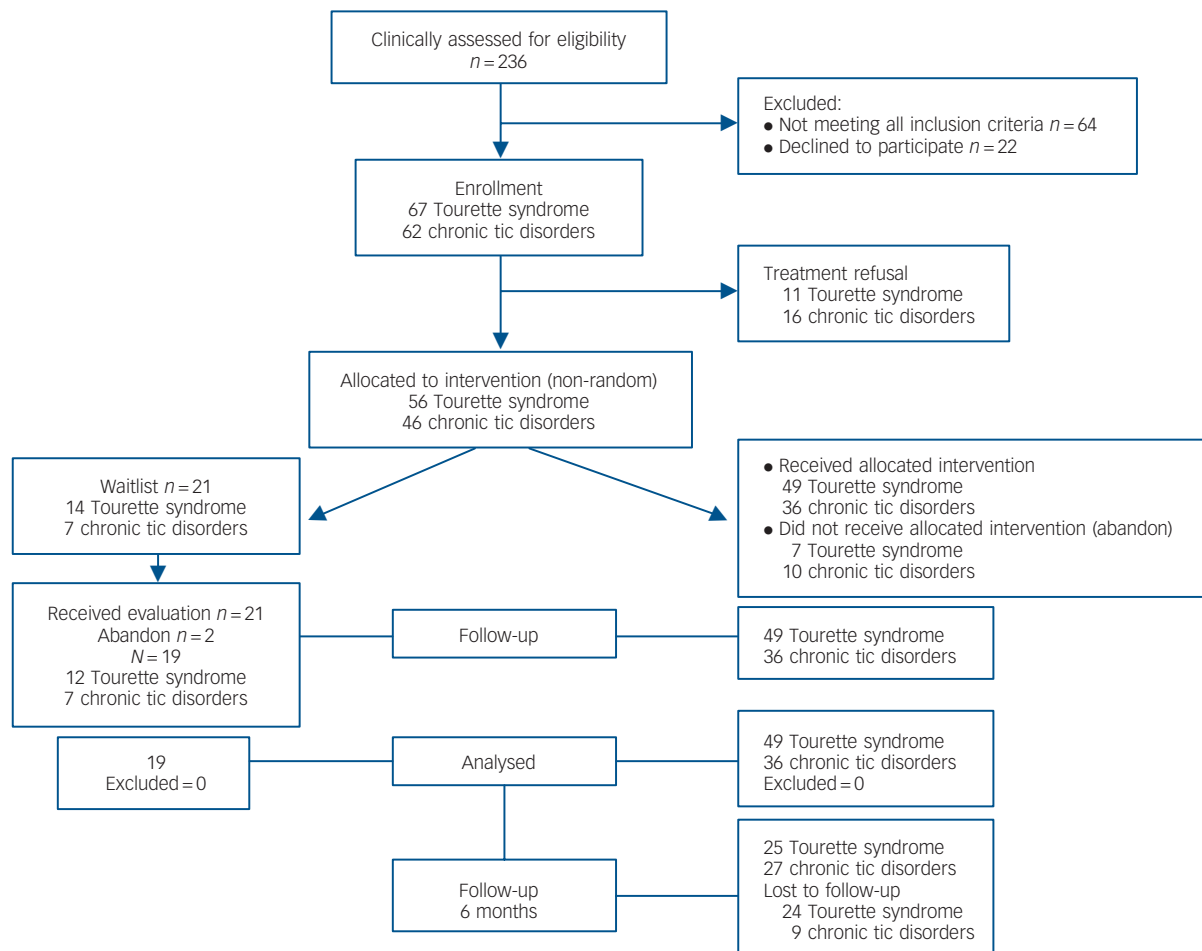 Clinically assessed for eligibility
n = 236
Excluded:
• Not meeting all inclusion criteria n = 64
• Declined to participate n = 22
Enrollment
67 Tourette syndrome
62 chronic tic disorders
Treatment refusal
11 Tourette syndrome
16 chronic tic disorders
Allocated to intervention (non-random)
56 Tourette syndrome
46 chronic tic disorders
Waitlist n = 21
14 Tourette syndrome
7 chronic tic disorders
• Received allocated intervention
49 Tourette syndrome
36 chronic tic disorders
• Did not receive allocated intervention (abandon)
7 Tourette syndrome
10 chronic tic disorders
Received evaluation n = 21
Abandon n = 2
N = 19
12 Tourette syndrome
7 chronic tic disorders
Follow-up
49 Tourette syndrome
36 chronic tic disorders
19
Excluded = 0
Analysed
49 Tourette syndrome
36 chronic tic disorders
Excluded = 0
Follow-up
6 months
25 Tourette syndrome
27 chronic tic disorders
Lost to follow-up
24 Tourette syndrome
9 chronic tic disorders